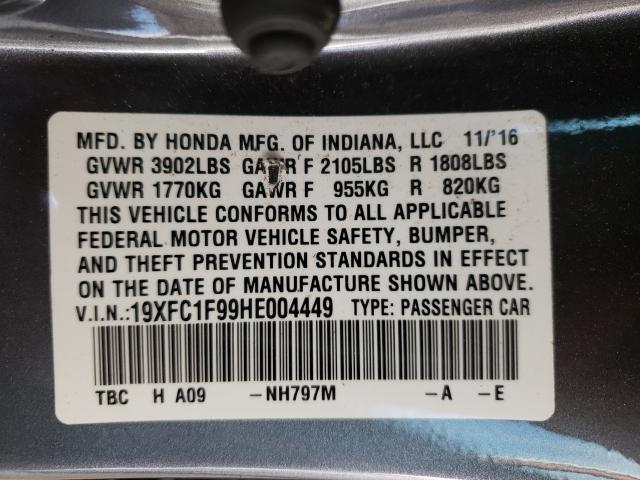 MFD. BY HONDA MFG. OF INDIANA, LLC 11/'16
GVWR 3902LBS GAWR F 2105LBS R 1808LBS
GVWR 1770KG GAWR F 955KG R 820KG
THIS VEHICLE CONFORMS TO ALL APPLICABLE
FEDERAL MOTOR VEHICLE SAFETY, BUMPER,
AND THEFT PREVENTION STANDARDS IN EFFECT
ON THE DATE OF MANUFACTURE SHOWN ABOVE.
V.I.N.:19XFC1F99HE004449 TYPE: PASSENGER CAR
TBC H A09 -NH797M -A -E